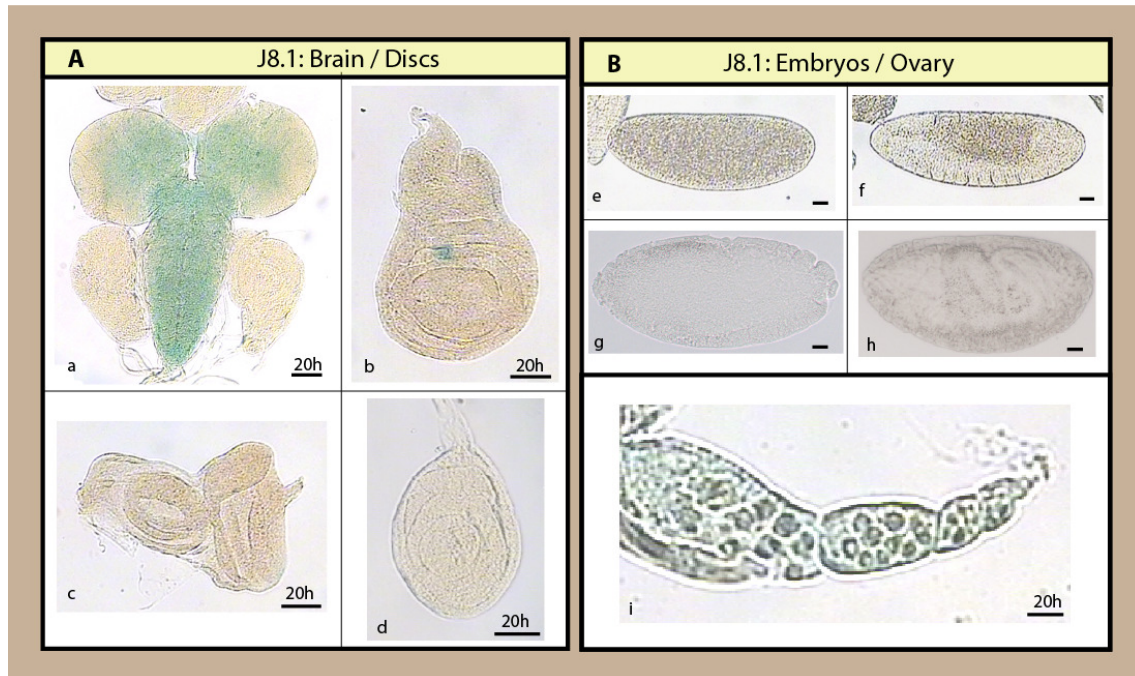 A
J8.1: Brain / Discs
a
20h
b
20h
c
20h
d
20h
B
J8.1: Embryos / Ovary
e
f
g
h
i
20h